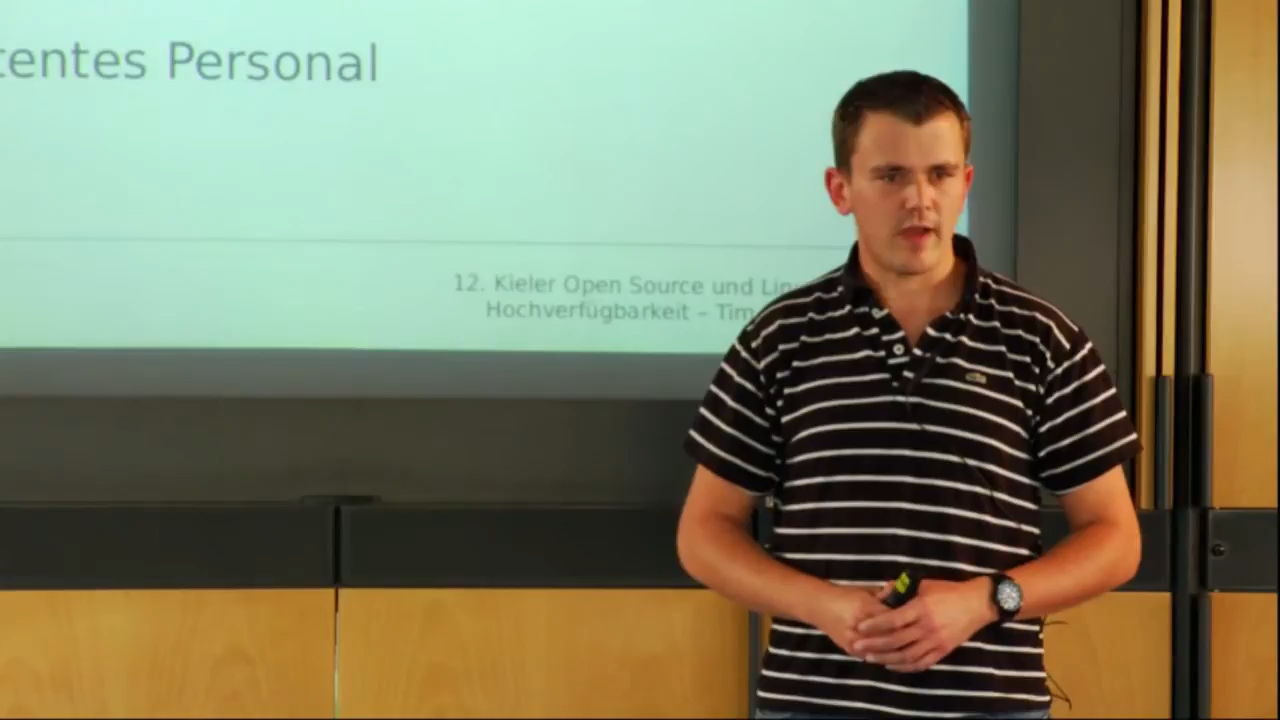 tentes Personal
12. Kieler Open Source und Lin
Hochverfügbarkeit – Tim